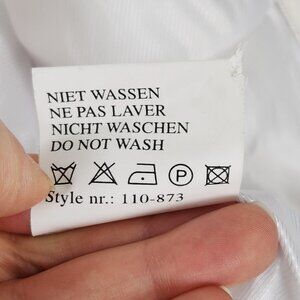 NIET WASSEN
NE PAS LAVER
NICHT WASCHEN
DO NOT WASH
P
Style nr.: 110-873